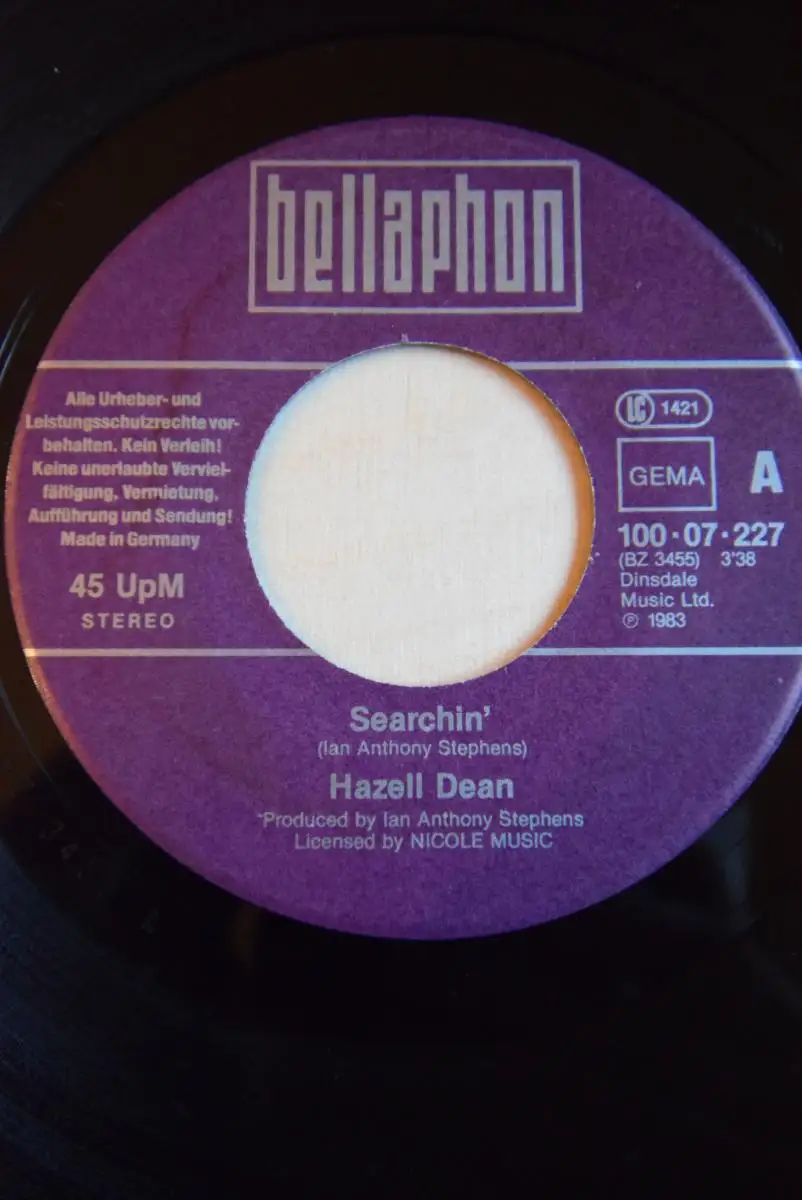 bellaphon
Alle Urheber- und
Leistungsschutzrechte vor-
behalten. Kein Verleih!
Keine unerlaubte Verviel-
fältigung, Vermietung,
Aufführung und Sendung!
Made in Germany
45 UpM
STEREO
LC 1421
GEMA
A
100·07·227
(BZ 3455) 3'38
Dinsdale
Music Ltd.
℗ 1983
Searchin'
(Ian Anthony Stephens)
Hazell Dean
Produced by Ian Anthony Stephens
Licensed by NICOLE MUSIC